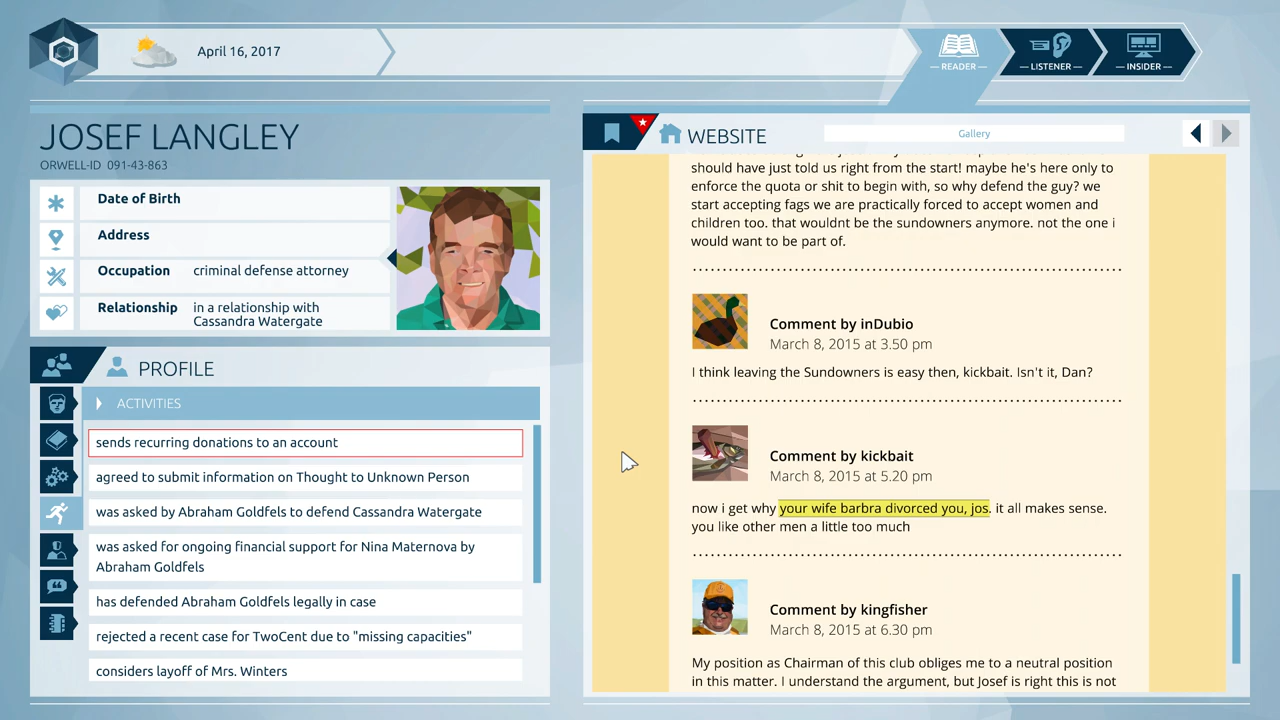 April 16, 2017
READER
LISTENER
INSIDER
JOSEF LANGLEY
ORWELL-ID 091-43-863
Date of Birth
Address
Occupation criminal defense attorney
Relationship in a relationship with
Cassandra Watergate
PROFILE
ACTIVITIES
sends recurring donations to an account
agreed to submit information on Thought to Unknown Person
was asked by Abraham Goldfels to defend Cassandra Watergate
was asked for ongoing financial support for Nina Maternova by
Abraham Goldfels
has defended Abraham Goldfels legally in case
rejected a recent case for TwoCent due to "missing capacities"
considers layoff of Mrs. Winters
WEBSITE
Gallery
should have just told us right from the start! maybe he's here only to
enforce the quota or shit to begin with, so why defend the guy? we
start accepting fags we are practically forced to accept women and
children too. that wouldnt be the sundowners anymore. not the one i
would want to be part of.
Comment by inDubio
March 8, 2015 at 3.50 pm
I think leaving the Sundowners is easy then, kickbait. Isn't it, Dan?
Comment by kickbait
March 8, 2015 at 5.20 pm
now i get why your wife barbra divorced you, jos. it all makes sense.
you like other men a little too much
Comment by kingfisher
March 8, 2015 at 6.30 pm
My position as Chairman of this club obliges me to a neutral position
in this matter. I understand the argument, but Josef is right this is not